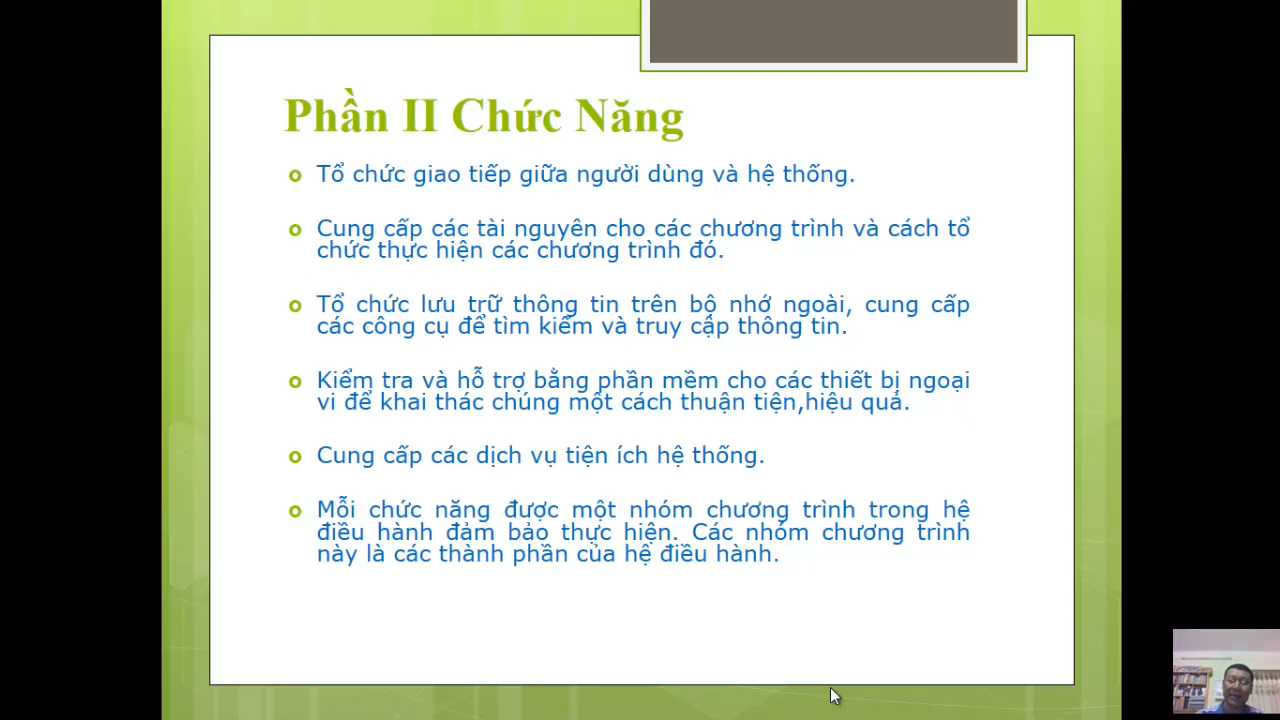 Phần II Chức Năng
Tổ chức giao tiếp giữa người dùng và hệ thống.
Cung cấp các tài nguyên cho các chương trình và cách tổ
chức thực hiện các chương trình đó.
Tổ chức lưu trữ thông tin trên bộ nhớ ngoài, cung cấp
các công cụ để tìm kiếm và truy cập thông tin.
Kiểm tra và hỗ trợ bằng phần mềm cho các thiết bị ngoại
vi để khai thác chúng một cách thuận tiện,hiệu quả.
Cung cấp các dịch vụ tiện ích hệ thống.
Mỗi chức năng được một nhóm chương trình trong hệ
điều hành đảm bảo thực hiện. Các nhóm chương trình
này là các thành phần của hệ điều hành.